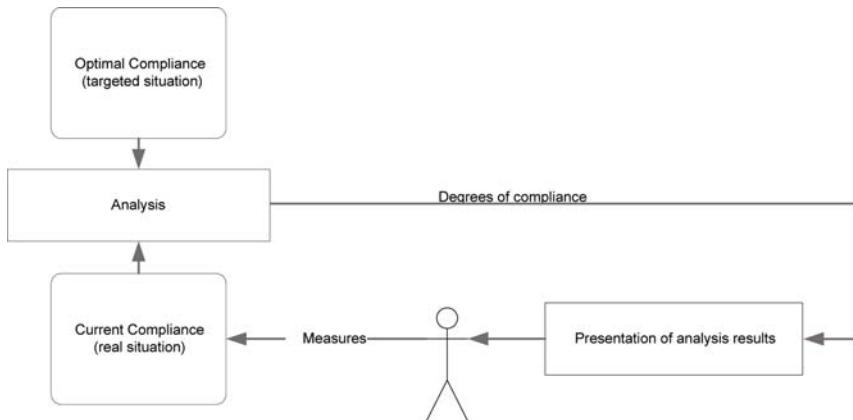 Optimal Compliance
(targeted situation)
Analysis
Degrees of compliance
Current Compliance
(real situation)
Measures
Presentation of analysis results